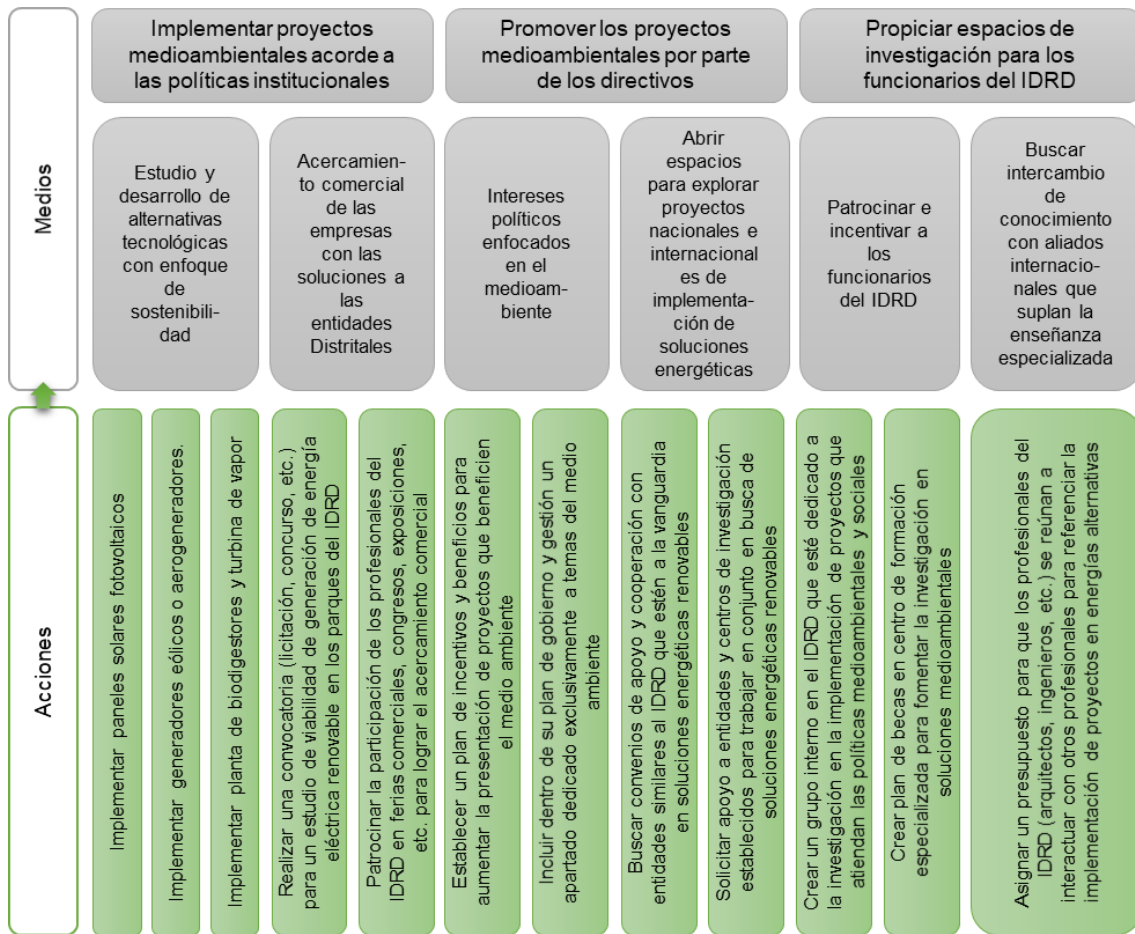 Medios
Implementar proyectos
medioambientales acorde a
las políticas institucionales
Promover los proyectos
medioambientales por parte
de los directivos
Propiciar espacios de
investigación para los
funcionarios del IDRD
Estudio y
desarrollo de
alternativas
tecnológicas
con enfoque
de
sostenibili-
dad
Acercamien-
to comercial
de las
empresas
con las
soluciones a
las
entidades
Distritales
Intereses
políticos
enfocados
en el
medioam-
biente
Abrir
espacios
para explorar
proyectos
nacionales e
internacional
es de
implementa-
ción de
soluciones
energéticas
Patrocinar e
incentivar a
los
funcionarios
del IDRD
Buscar
intercambio
de
conocimiento
con aliados
internacio-
nales que
suplan la
enseñanza
especializada
Acciones
Implementar paneles solares fotovoltaicos
Implementar generadores eólicos o aerogeneradores.
Implementar planta de biodigestores y turbina de vapor
Realizar una convocatoria (licitación, concurso, etc.)
para un estudio de viabilidad de generación de energía
eléctrica renovable en los parques del IDRD
Patrocinar la participación de los profesionales del
IDRD en ferias comerciales, congresos, exposiciones,
etc. para lograr el acercamiento comercial
Establecer un plan de incentivos y beneficios para
aumentar la presentación de proyectos que beneficien
el medio ambiente
Incluir dentro de su plan de gobierno y gestión un
apartado dedicado exclusivamente a temas del medio
ambiente
Buscar convenios de apoyo y cooperación con
entidades similares al IDRD que estén a la vanguardia
en soluciones energéticas renovables
Solicitar apoyo a entidades y centros de investigación
establecidos para trabajar en conjunto en busca de
soluciones energéticas renovables
Crear un grupo interno en el IDRD que esté dedicado a
la investigación en la implementación de proyectos que
atiendan las políticas medioambientales y sociales
Crear plan de becas en centro de formación
especializada para fomentar la investigación en
soluciones medioambientales
Asignar un presupuesto para que los profesionales del
IDRD (arquitectos, ingenieros, etc.) se reúnan a
interactuar con otros profesionales para referenciar la
implementación de proyectos en energías alternativas